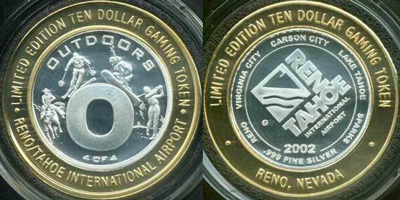 LIMITED EDITION TEN DOLLAR GAMING TOKEN
OUTDOORS
O
4 OF 4
RENO/TAHOE INTERNATIONAL AIRPORT
LIMITED EDITION TEN DOLLAR GAMING TOKEN
RENO VIRGINIA CITY CARSON CITY LAKE TAHOE SPARKS
RENO
TAHOE
INTERNATIONAL
AIRPORT
G
2002
.999 FINE SILVER
RENO, NEVADA